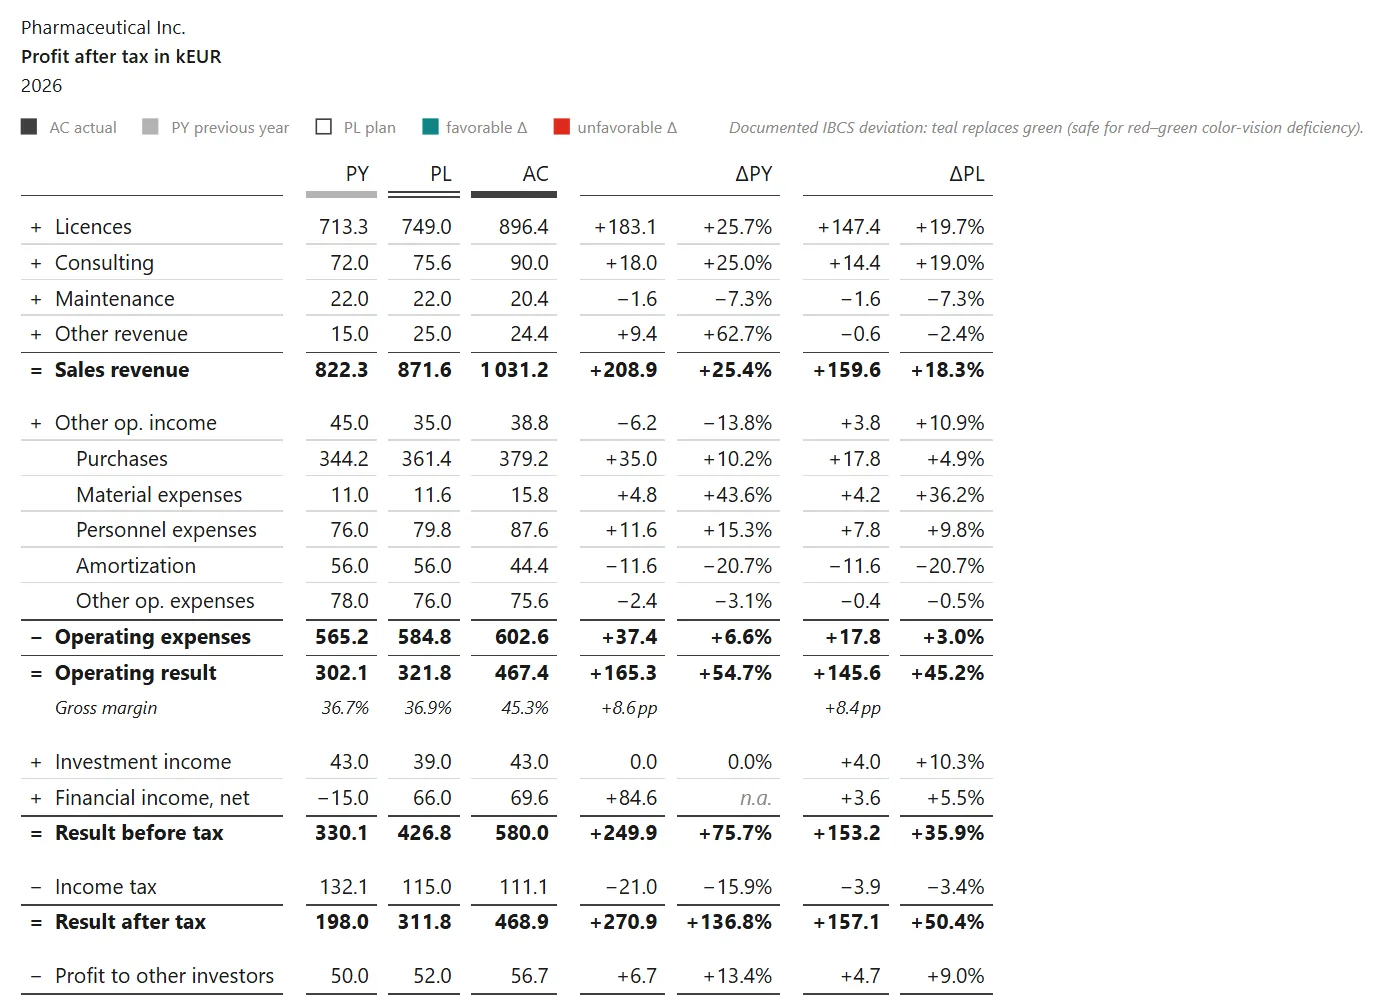 Pharmaceutical Inc.
Profit after tax in kEUR
2026
AC actual PY previous year PL plan favorable Δ unfavorable Δ Documented IBCS deviation: teal replaces green (safe for red–green color-vision deficiency).
PY PL AC ΔPY ΔPL
+ Licences 713.3 749.0 896.4 +183.1 +25.7% +147.4 +19.7%
+ Consulting 72.0 75.6 90.0 +18.0 +25.0% +14.4 +19.0%
+ Maintenance 22.0 22.0 20.4 −1.6 −7.3% −1.6 −7.3%
+ Other revenue 15.0 25.0 24.4 +9.4 +62.7% −0.6 −2.4%
= Sales revenue 822.3 871.6 1 031.2 +208.9 +25.4% +159.6 +18.3%
+ Other op. income 45.0 35.0 38.8 −6.2 −13.8% +3.8 +10.9%
Purchases 344.2 361.4 379.2 +35.0 +10.2% +17.8 +4.9%
Material expenses 11.0 11.6 15.8 +4.8 +43.6% +4.2 +36.2%
Personnel expenses 76.0 79.8 87.6 +11.6 +15.3% +7.8 +9.8%
Amortization 56.0 56.0 44.4 −11.6 −20.7% −11.6 −20.7%
Other op. expenses 78.0 76.0 75.6 −2.4 −3.1% −0.4 −0.5%
− Operating expenses 565.2 584.8 602.6 +37.4 +6.6% +17.8 +3.0%
= Operating result 302.1 321.8 467.4 +165.3 +54.7% +145.6 +45.2%
Gross margin 36.7% 36.9% 45.3% +8.6 pp +8.4 pp
+ Investment income 43.0 39.0 43.0 0.0 0.0% +4.0 +10.3%
+ Financial income, net −15.0 66.0 69.6 +84.6 n.a. +3.6 +5.5%
= Result before tax 330.1 426.8 580.0 +249.9 +75.7% +153.2 +35.9%
− Income tax 132.1 115.0 111.1 −21.0 −15.9% −3.9 −3.4%
= Result after tax 198.0 311.8 468.9 +270.9 +136.8% +157.1 +50.4%
− Profit to other investors 50.0 52.0 56.7 +6.7 +13.4% +4.7 +9.0%